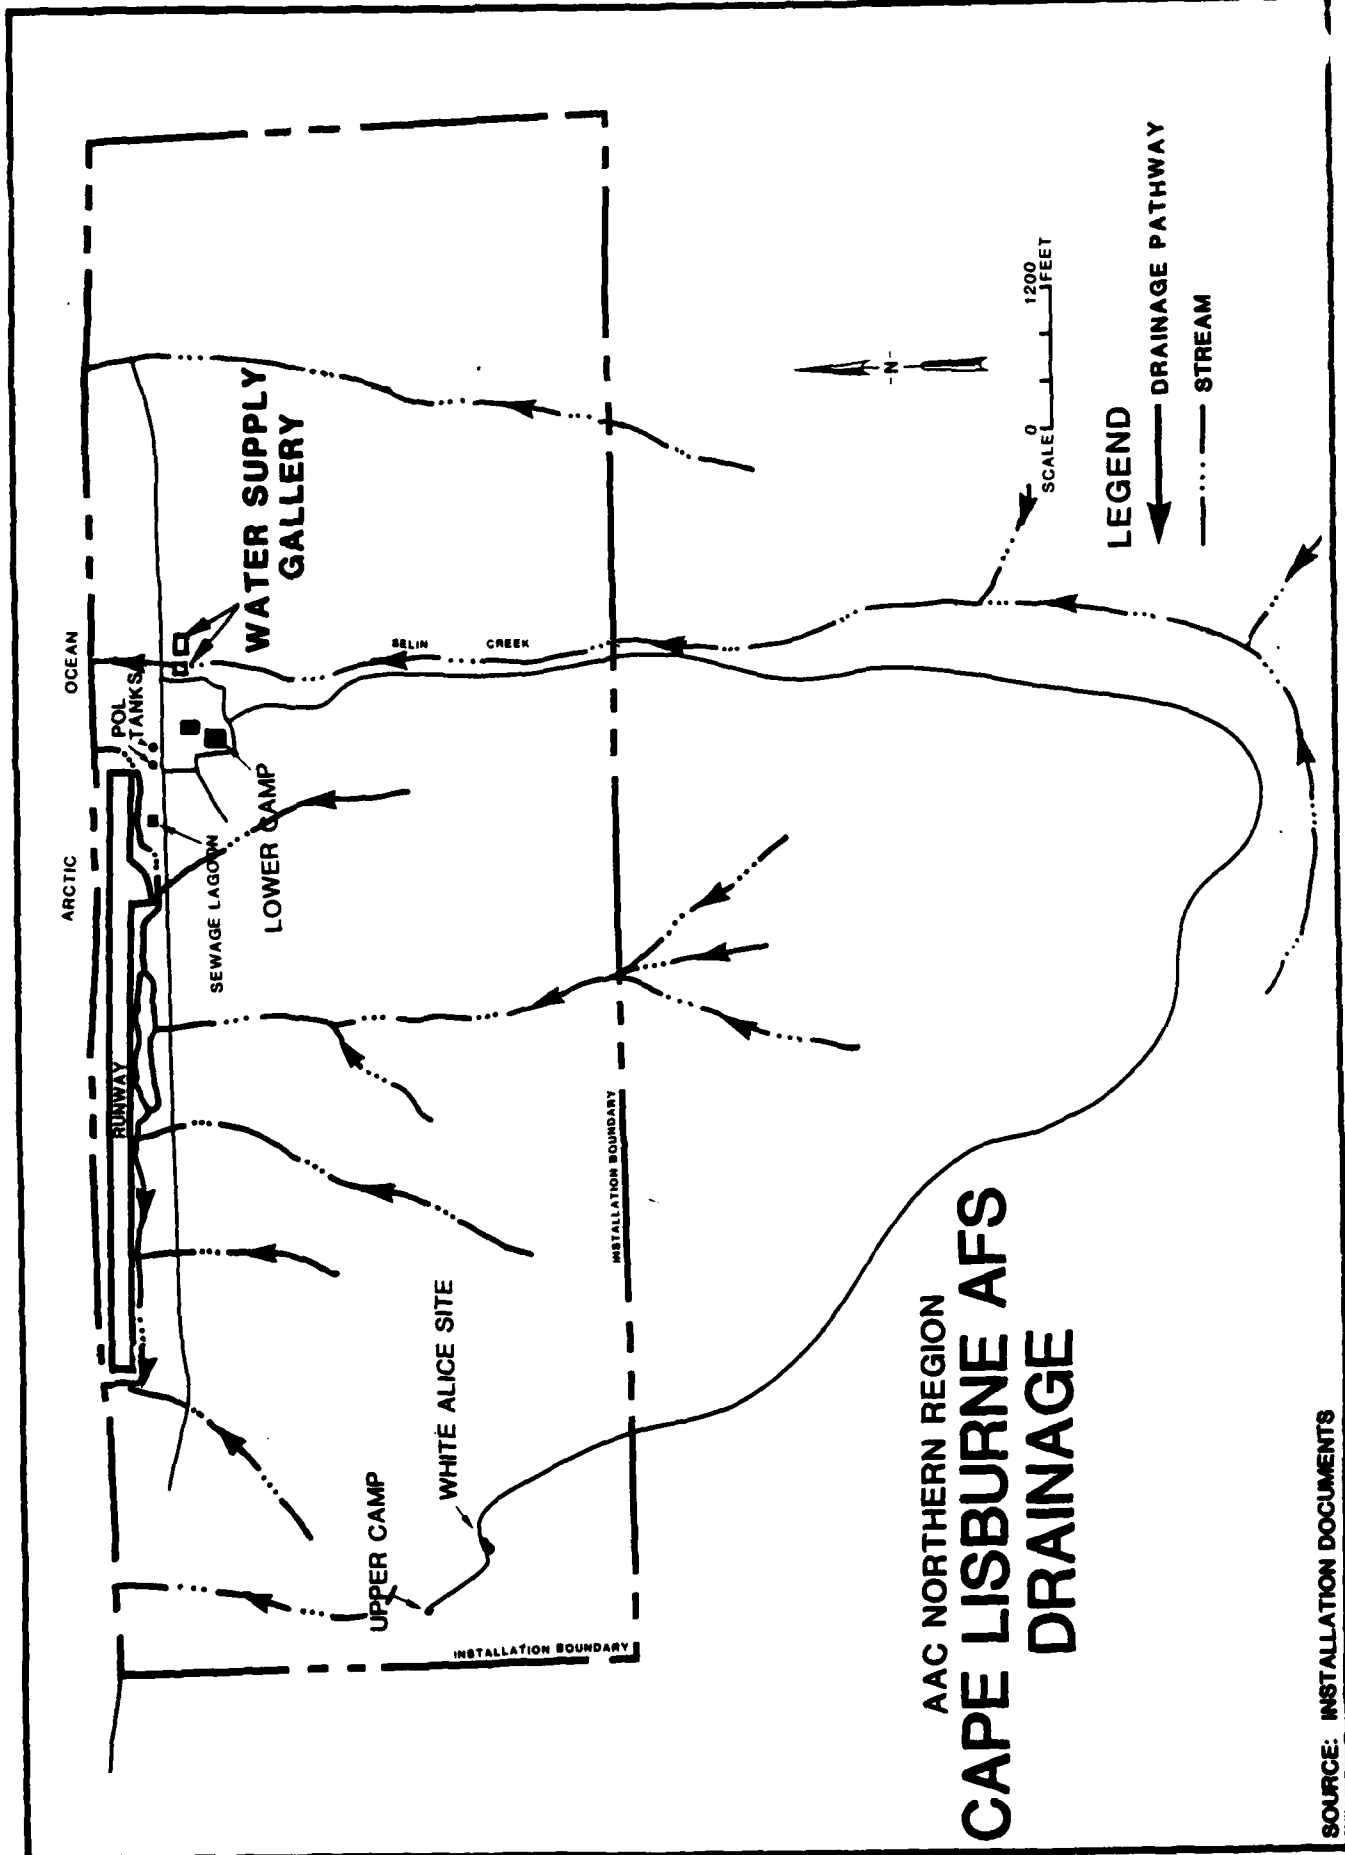 ARCTIC
OCEAN
RUNWAY
POL
TANKS
WATER SUPPLY
GALLERY
SEWAGE LAGOON
LOWER CAMP
SELIN
CREEK
UPPER CAMP
WHITE ALICE SITE
INSTALLATION BOUNDARY
INSTALLATION BOUNDARY
-N-
SCALE
0
1200
FEET
LEGEND
DRAINAGE PATHWAY
STREAM
AAC NORTHERN REGION
CAPE LISBURNE AFS
DRAINAGE
SOURCE: INSTALLATION DOCUMENTS